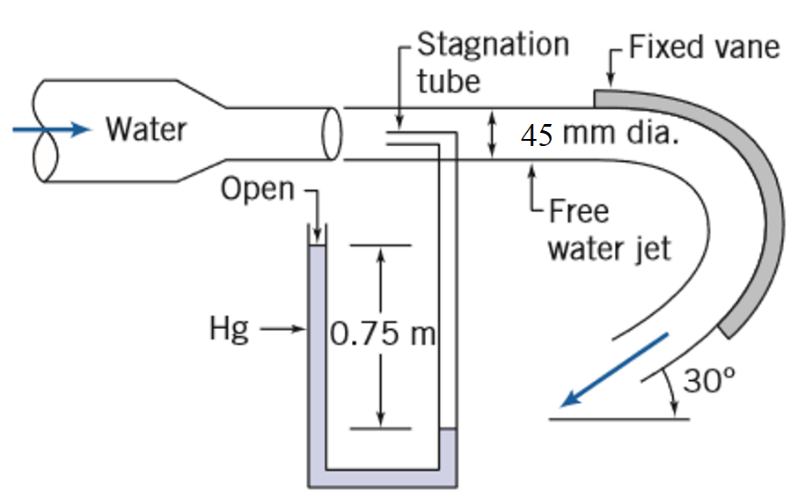 Stagnation
tube
Fixed vane
Water
45 mm dia.
Open
Free
water jet
Hg
0.75 m
30°